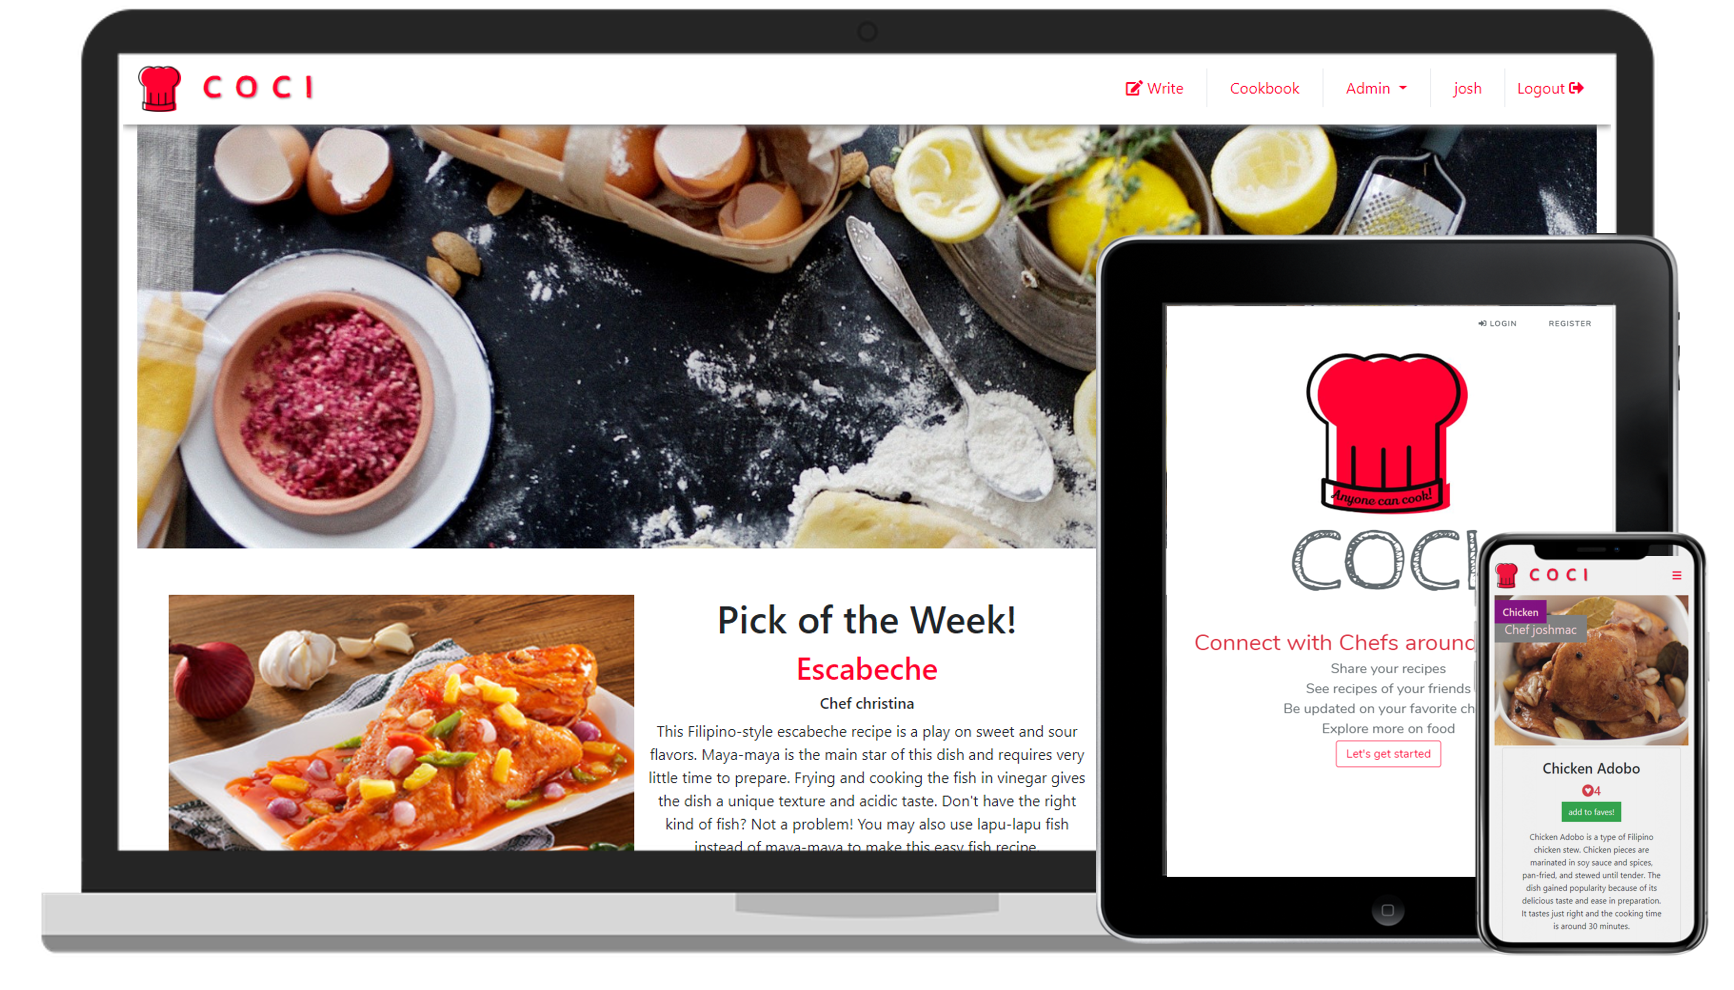 COCI
Write
Cookbook
Admin
josh
Logout
Pick of the Week!
Escabeche
Chef christina
This Filipino-style escabeche recipe is a play on sweet and sour
flavors. Maya-maya is the main star of this dish and requires very
little time to prepare. Frying and cooking the fish in vinegar gives
the dish a unique texture and acidic taste. Don't have the right
kind of fish? Not a problem! You may also use lapu-lapu fish
instead of maya-maya to make this easy fish recipe.
LOGIN
REGISTER
Anyone can cook!
COCI
Connect with Chefs around
Share your recipes
See recipes of your friends
Be updated on your favorite ch
Explore more on food
Let's get started
COCI
Chicken
Chef joshmac
Chicken Adobo
4
add to faves!
Chicken Adobo is a type of Filipino
chicken stew. Chicken pieces are
marinated in soy sauce and spices,
pan-fried, and stewed until tender. The
dish gained popularity because of its
delicious taste and ease in preparation.
It tastes just right and the cooking time
is around 30 minutes.